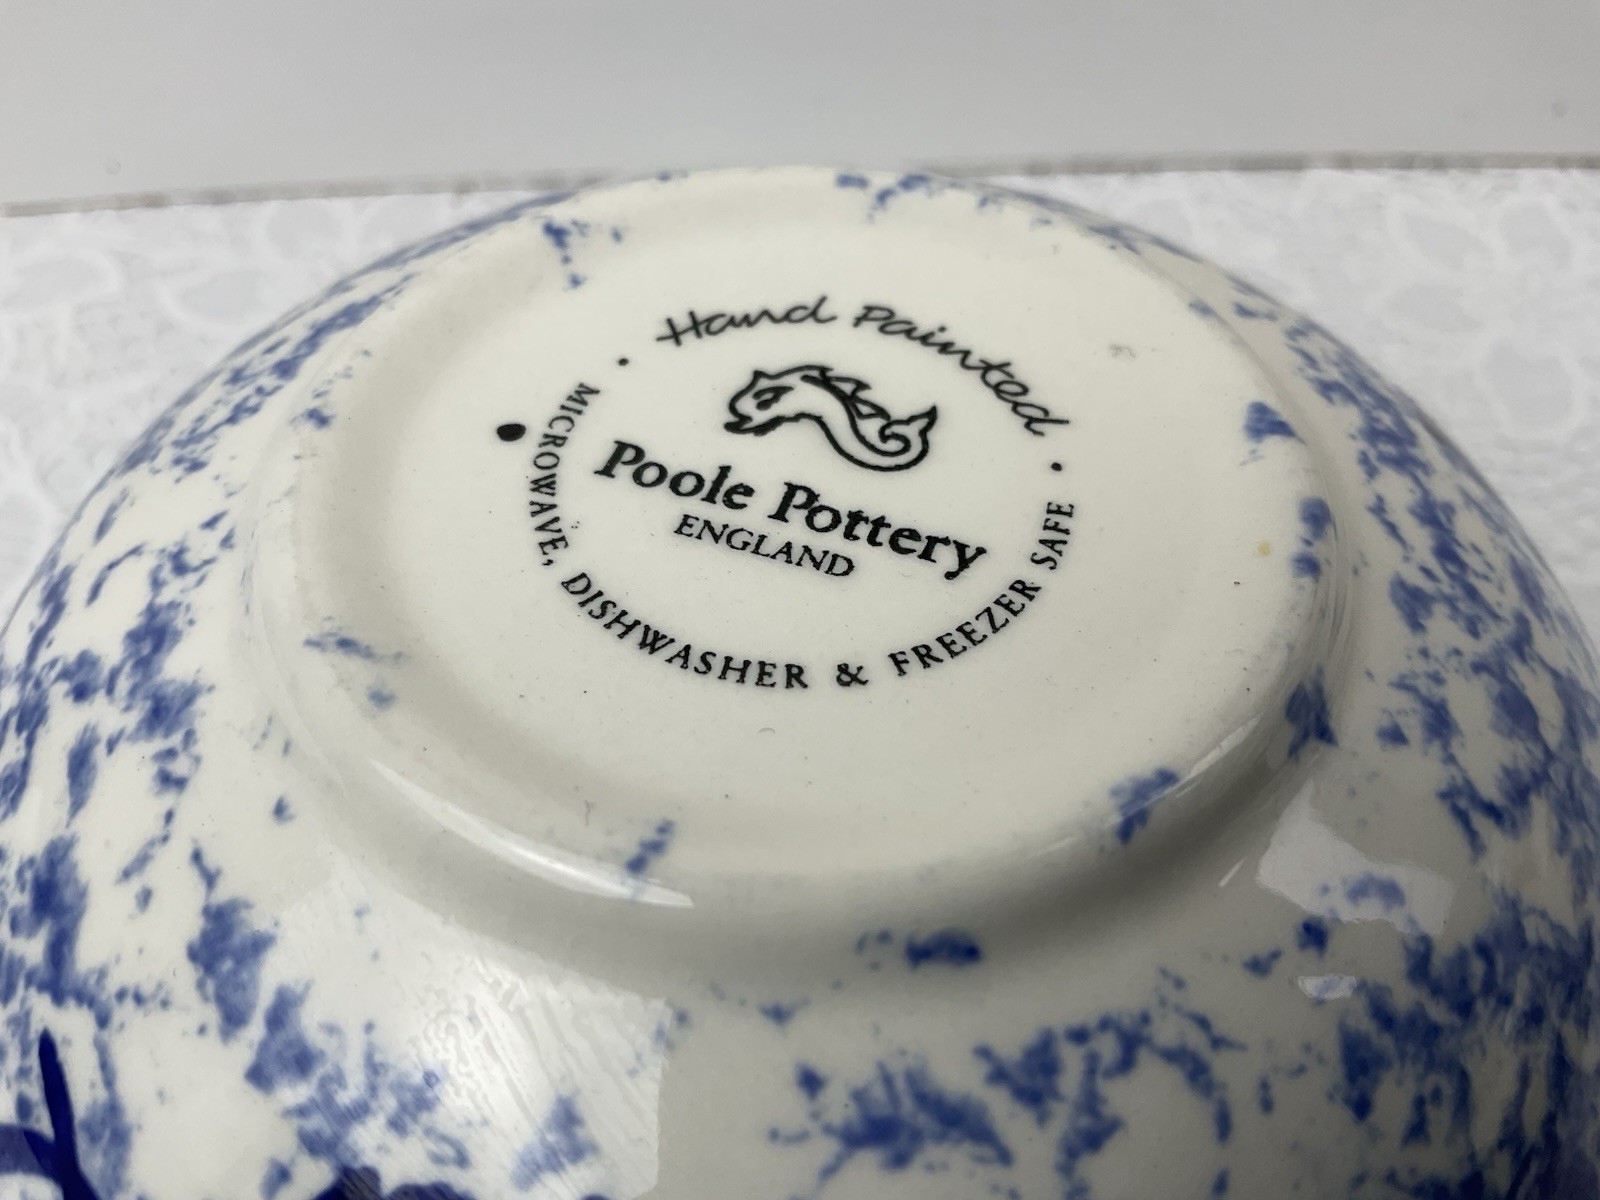 Hand Painted
Poole Pottery
ENGLAND
MICROWAVE, DISHWASHER & FREEZER SAFE